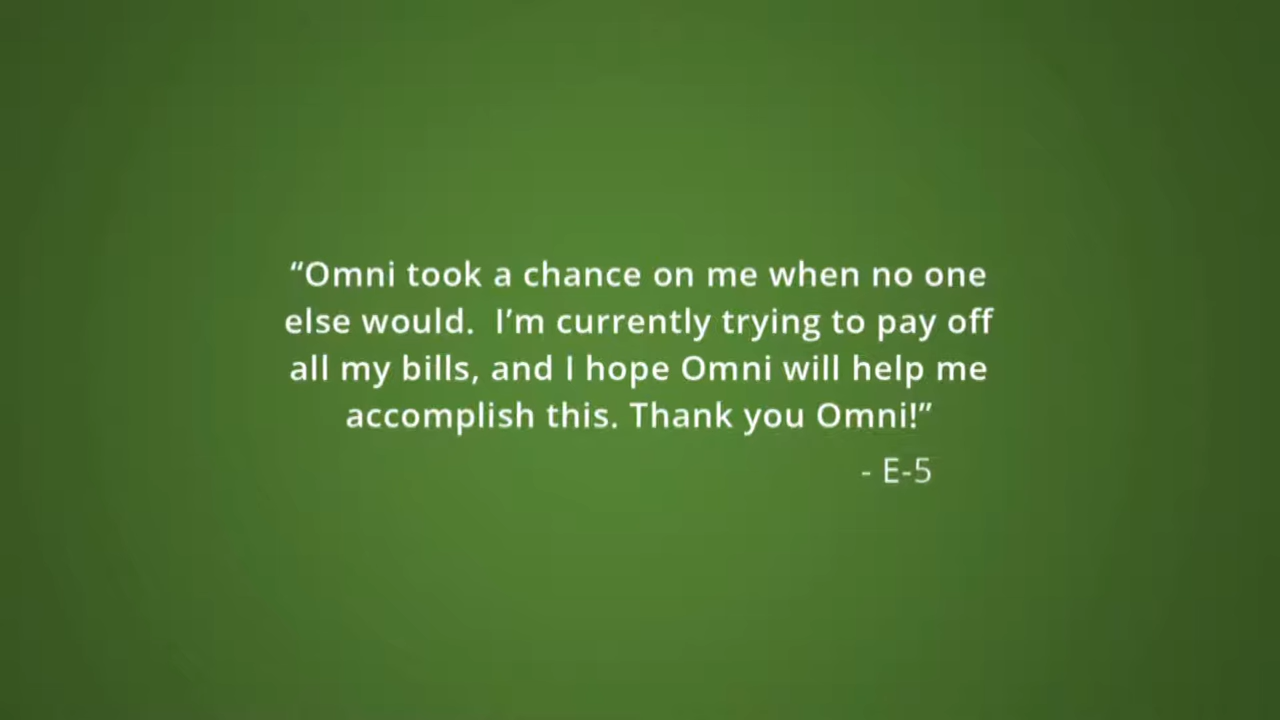 “Omni took a chance on me when no one
else would.  I’m currently trying to pay off
all my bills, and I hope Omni will help me
accomplish this. Thank you Omni!”
- E-5